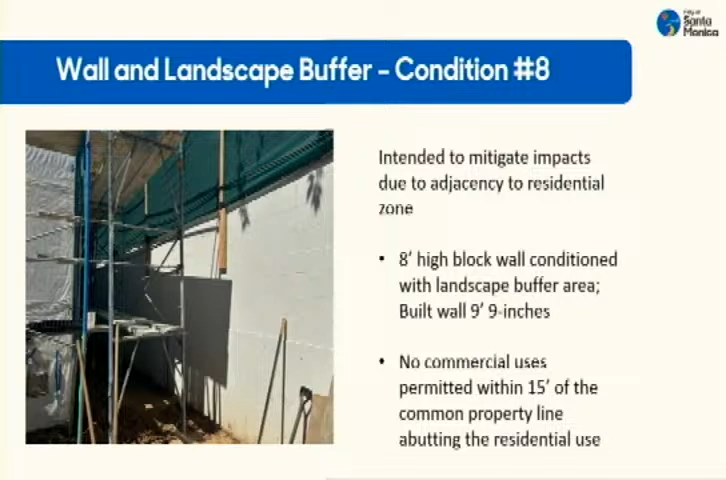 City of
Santa
Monica
Wall and Landscape Buffer - Condition #8
Intended to mitigate impacts
due to adjacency to residential
zone
• 8' high block wall conditioned
with landscape buffer area;
Built wall 9' 9-inches
• No commercial uses
permitted within 15' of the
common property line
abutting the residential use